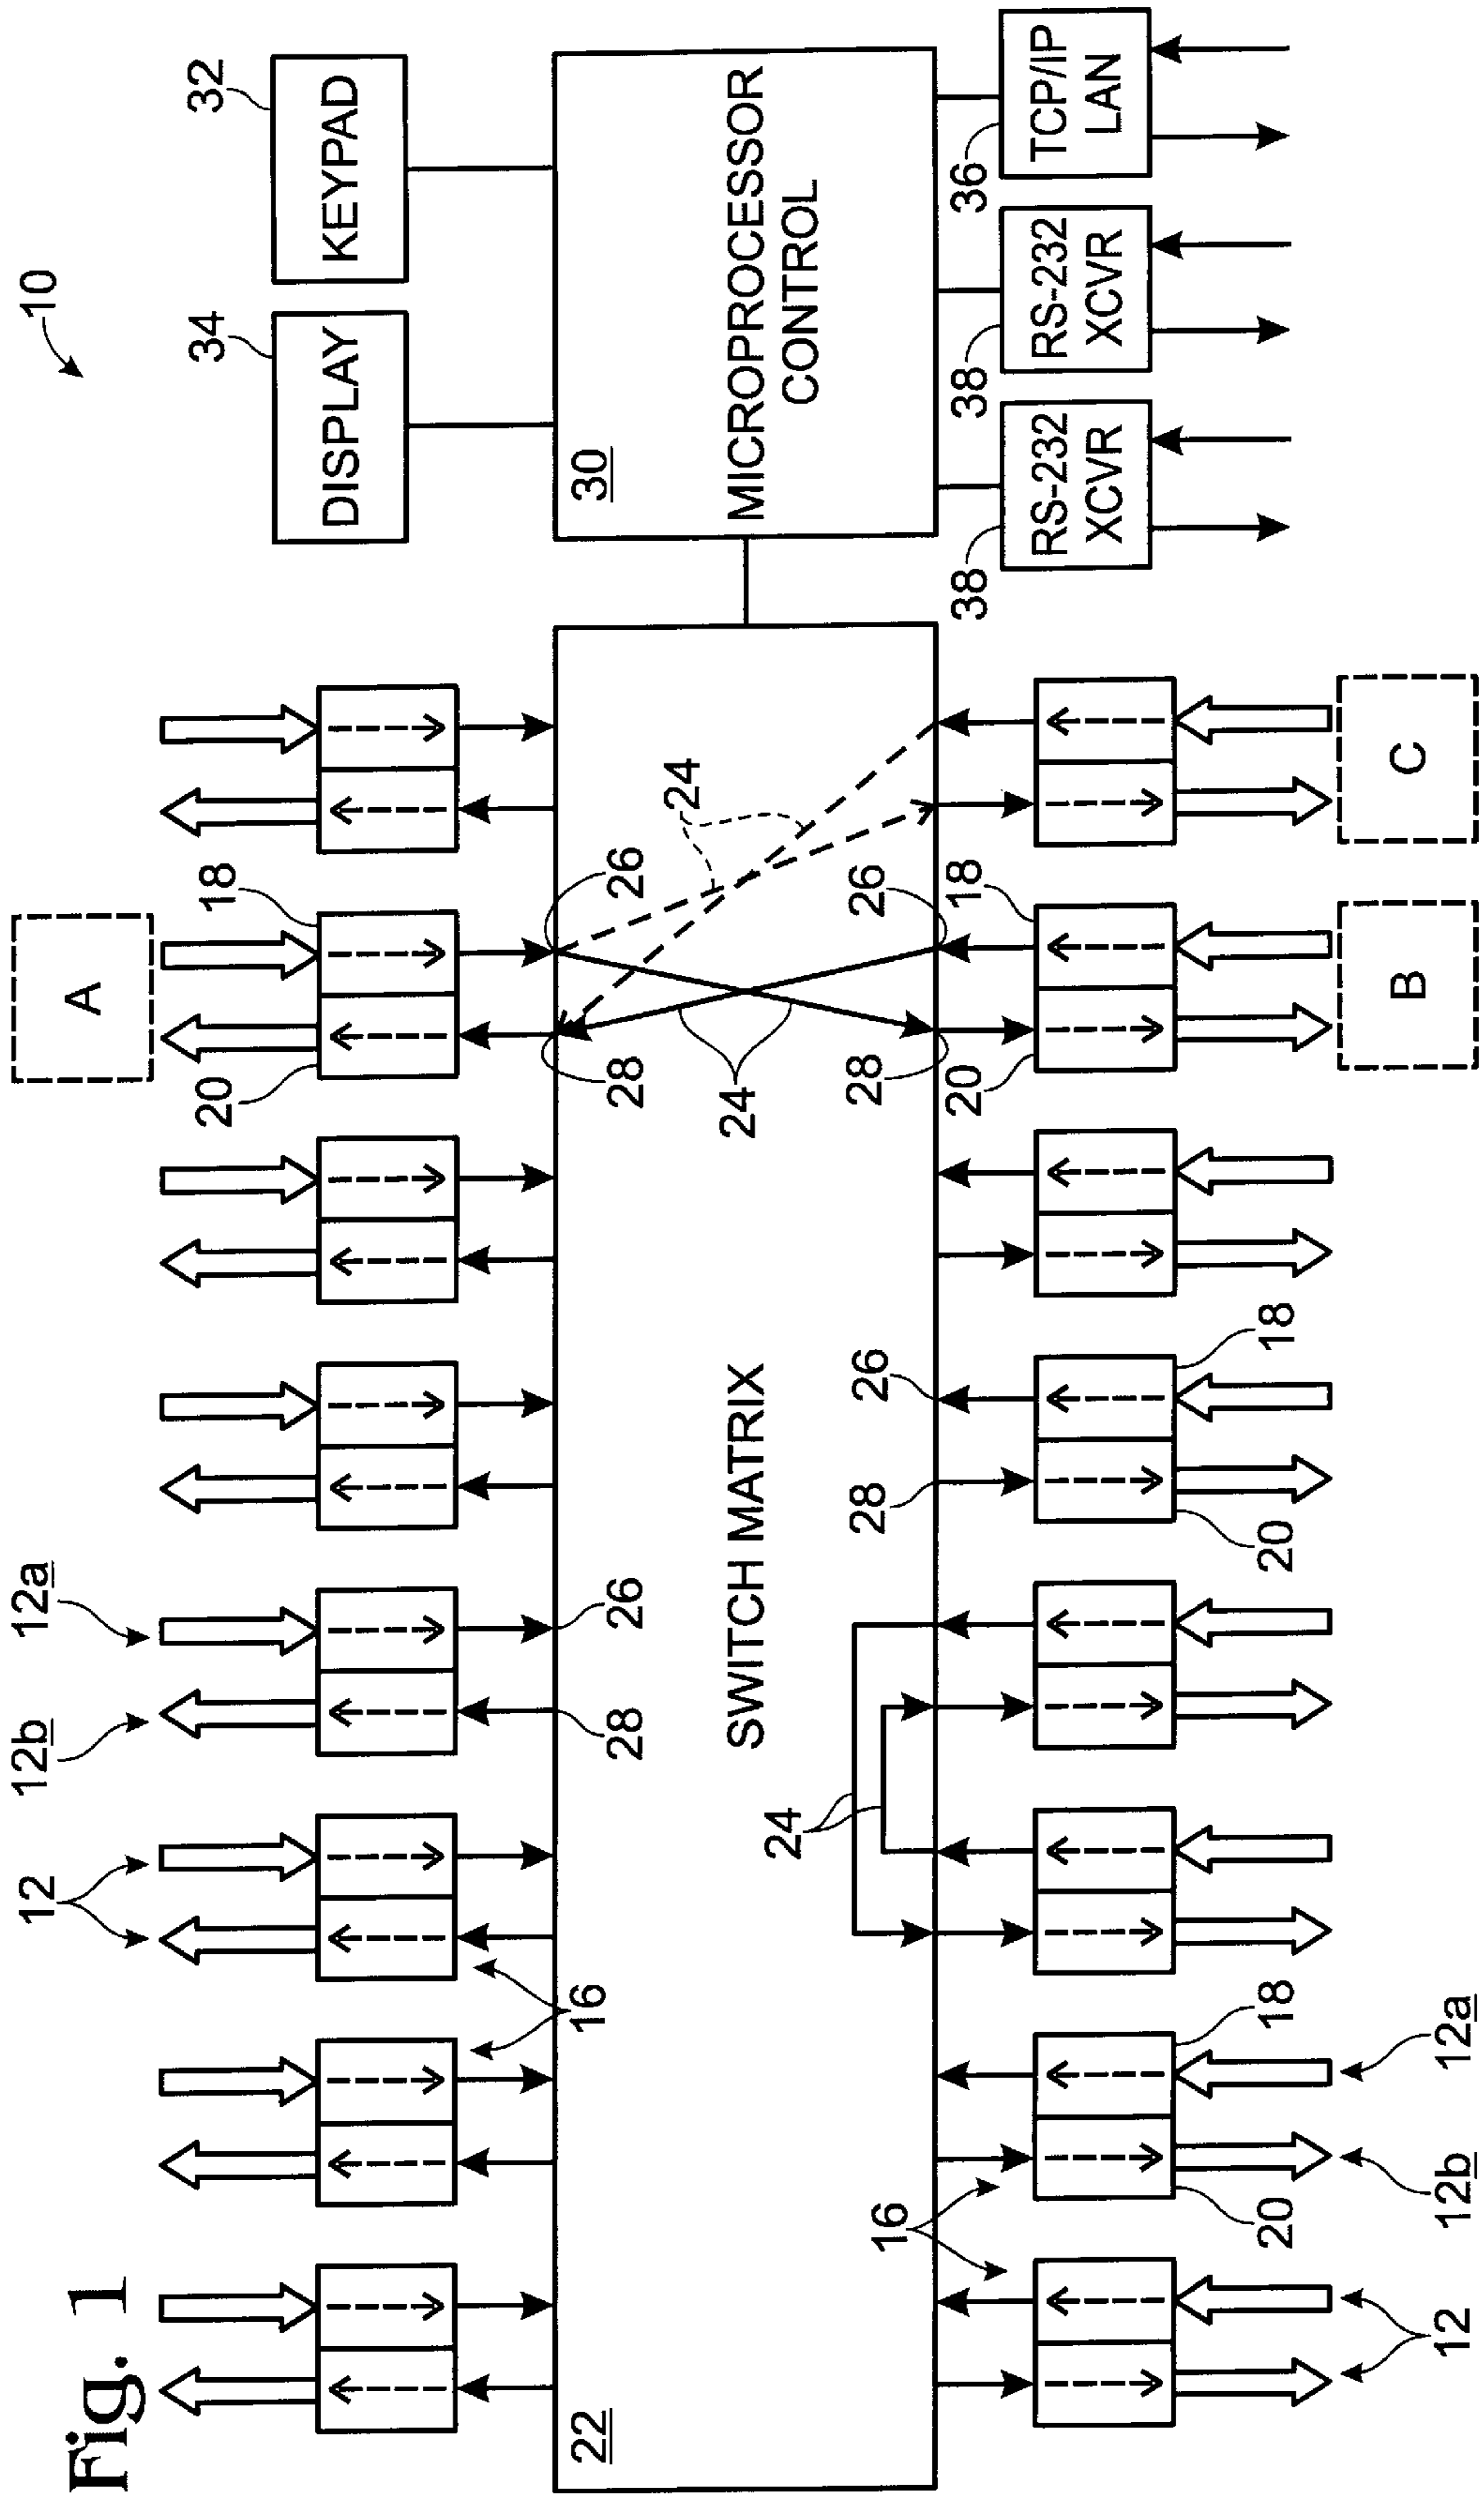 Fig. 1
12
12b
12a
A
10
20
18
34
32
DISPLAY
KEYPAD
22
16
28
26
28
26
30
24
SWITCH MATRIX
24
MICROPROCESSOR
CONTROL
24
16
28
26
28
26
20
18
38
38
36
RS-232
XCVR
RS-232
XCVR
TCP/IP
LAN
20
18
20
18
B
C
12
12b
12a